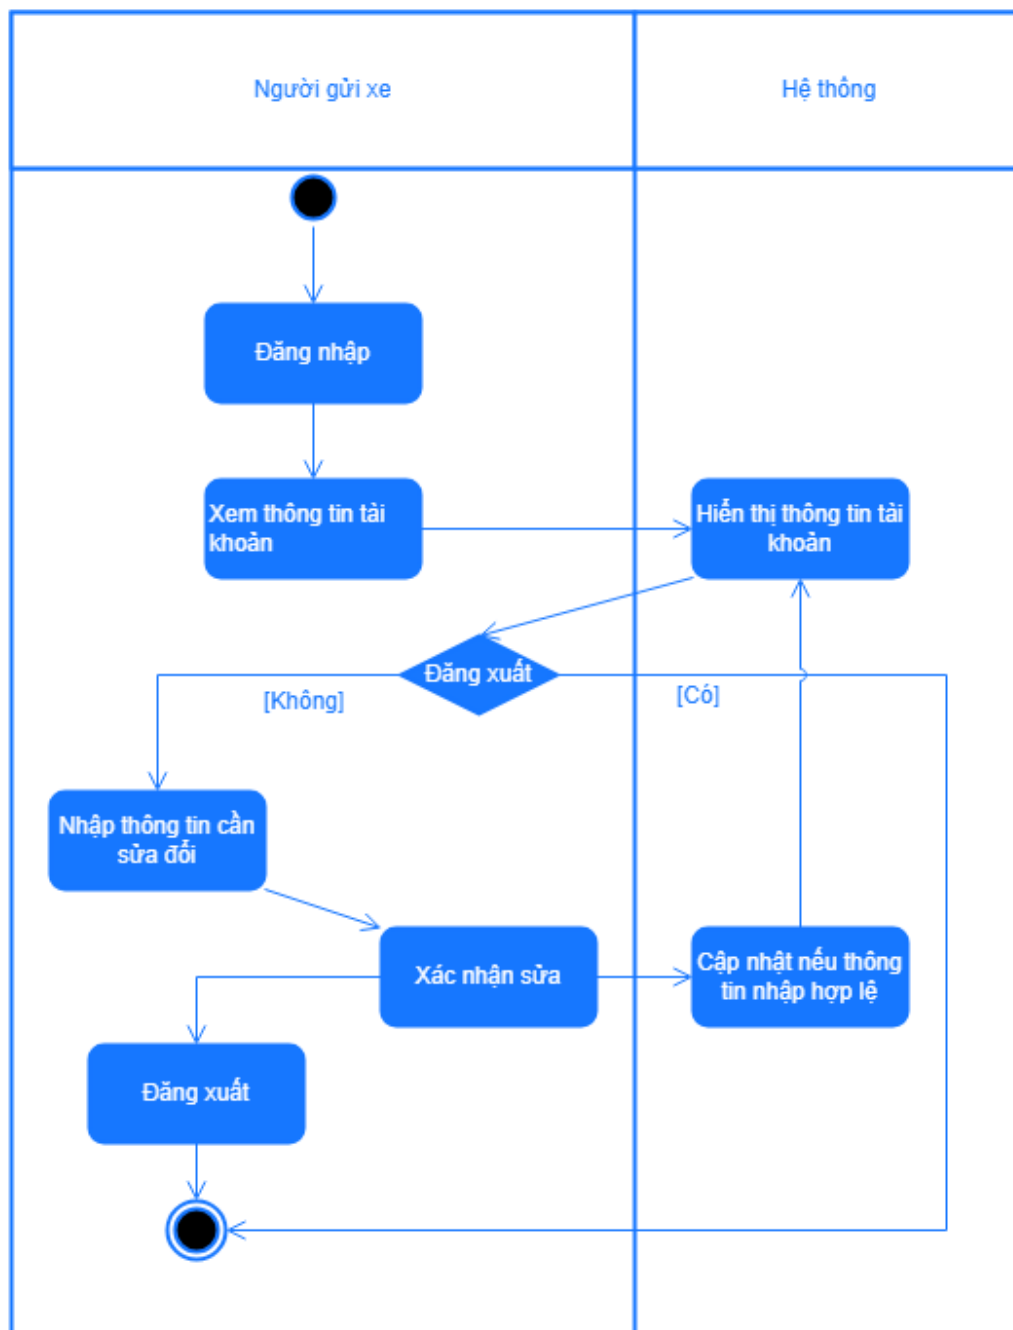 Người gửi xe
Hệ thống
Đăng nhập
Xem thông tin tài
khoản
Hiển thị thông tin tài
khoản
Đăng xuất
[Không]
[Có]
Nhập thông tin cần
sửa đổi
Xác nhận sửa
Cập nhật nếu thông
tin nhập hợp lệ
Đăng xuất